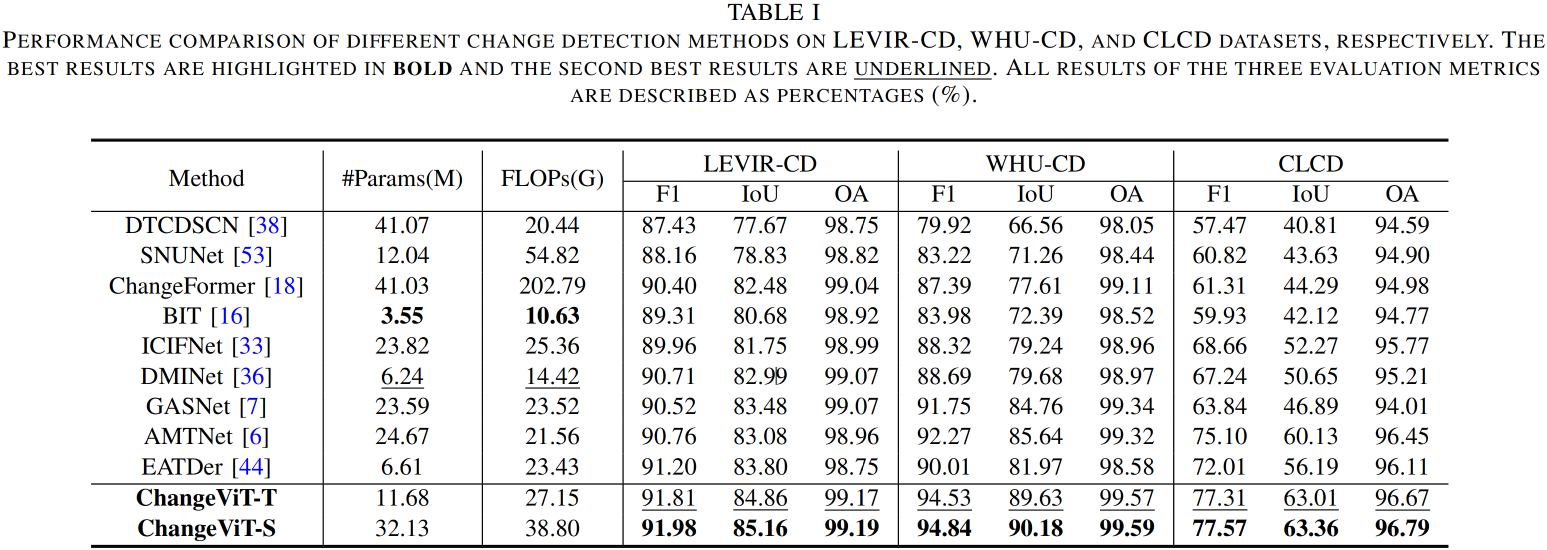 TABLE I
PERFORMANCE COMPARISON OF DIFFERENT CHANGE DETECTION METHODS ON LEVIR-CD, WHU-CD, AND CLCD DATASETS, RESPECTIVELY. THE
BEST RESULTS ARE HIGHLIGHTED IN BOLD AND THE SECOND BEST RESULTS ARE UNDERLINED. ALL RESULTS OF THE THREE EVALUATION METRICS
ARE DESCRIBED AS PERCENTAGES (%).
Method #Params(M) FLOPs(G) LEVIR-CD WHU-CD CLCD
F1 IoU OA F1 IoU OA F1 IoU OA
DTCDSCN [38] 41.07 20.44 87.43 77.67 98.75 79.92 66.56 98.05 57.47 40.81 94.59
SNUNet [53] 12.04 54.82 88.16 78.83 98.82 83.22 71.26 98.44 60.82 43.63 94.90
ChangeFormer [18] 41.03 202.79 90.40 82.48 99.04 87.39 77.61 99.11 61.31 44.29 94.98
BIT [16] 3.55 10.63 89.31 80.68 98.92 83.98 72.39 98.52 59.93 42.12 94.77
ICIFNet [33] 23.82 25.36 89.96 81.75 98.99 88.32 79.24 98.96 68.66 52.27 95.77
DMINet [36] 6.24 14.42 90.71 82.99 99.07 88.69 79.68 98.97 67.24 50.65 95.21
GASNet [7] 23.59 23.52 90.52 83.48 99.07 91.75 84.76 99.34 63.84 46.89 94.01
AMTNet [6] 24.67 21.56 90.76 83.08 98.96 92.27 85.64 99.32 75.10 60.13 96.45
EATDer [44] 6.61 23.43 91.20 83.80 98.75 90.01 81.97 98.58 72.01 56.19 96.11
ChangeViT-T 11.68 27.15 91.81 84.86 99.17 94.53 89.63 99.57 77.31 63.01 96.67
ChangeViT-S 32.13 38.80 91.98 85.16 99.19 94.84 90.18 99.59 77.57 63.36 96.79